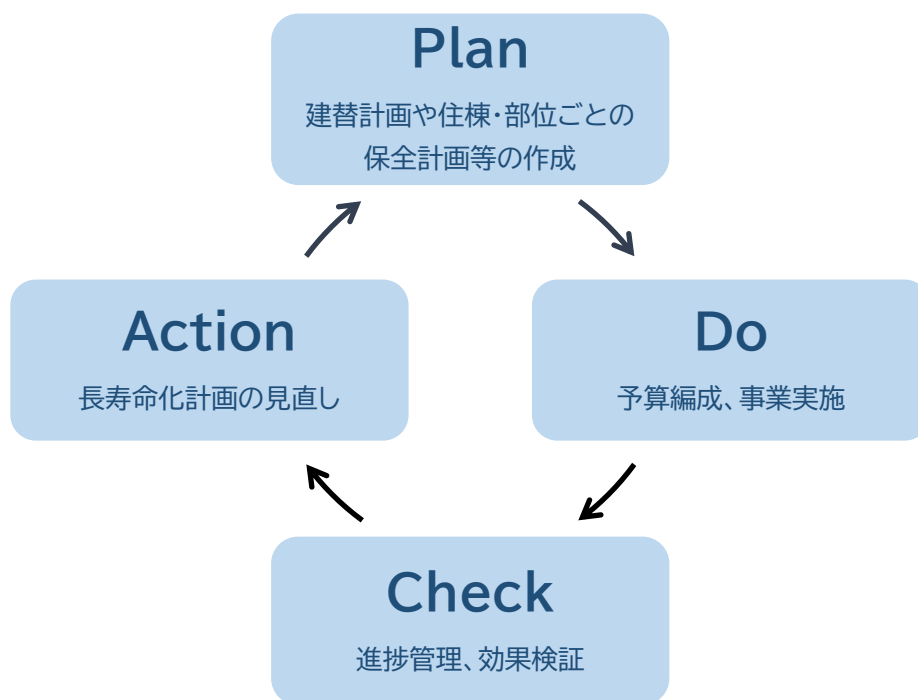 Plan
建替計画や住棟・部位ごとの
保全計画等の作成
Action
長寿命化計画の見直し
Do
予算編成、事業実施
Check
進捗管理、効果検証